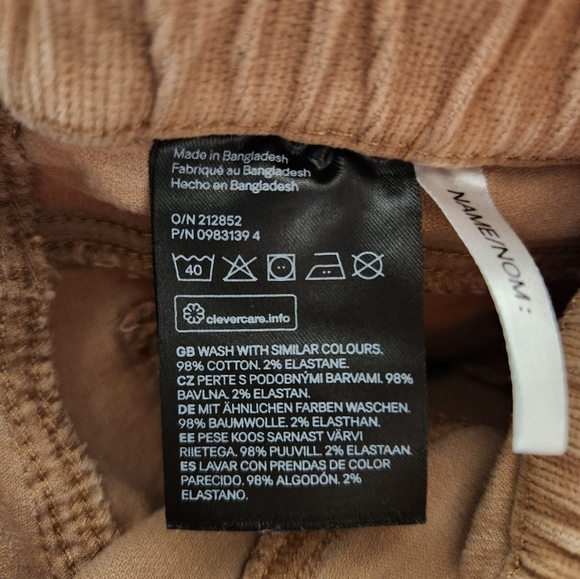 Made in Bangladesh
Fabriqué au Bangladesh
Hecho en Bangladesh
O/N 212852
P/N 0983139 4
40
clevercare.info
GB WASH WITH SIMILAR COLOURS.
98% COTTON. 2% ELASTANE.
CZ PERTE S PODOBNÝMI BARVAMI. 98%
BAVLNA. 2% ELASTAN.
DE MIT ÄHNLICHEN FARBEN WASCHEN.
98% BAUMWOLLE. 2% ELASTHAN.
EE PESE KOOS SARNAST VÄRVI
RIIETEGA. 98% PUUVILL. 2% ELASTAAN.
ES LAVAR CON PRENDAS DE COLOR
PARECIDO. 98% ALGODÓN. 2%
ELASTANO.
NAME/NOM: